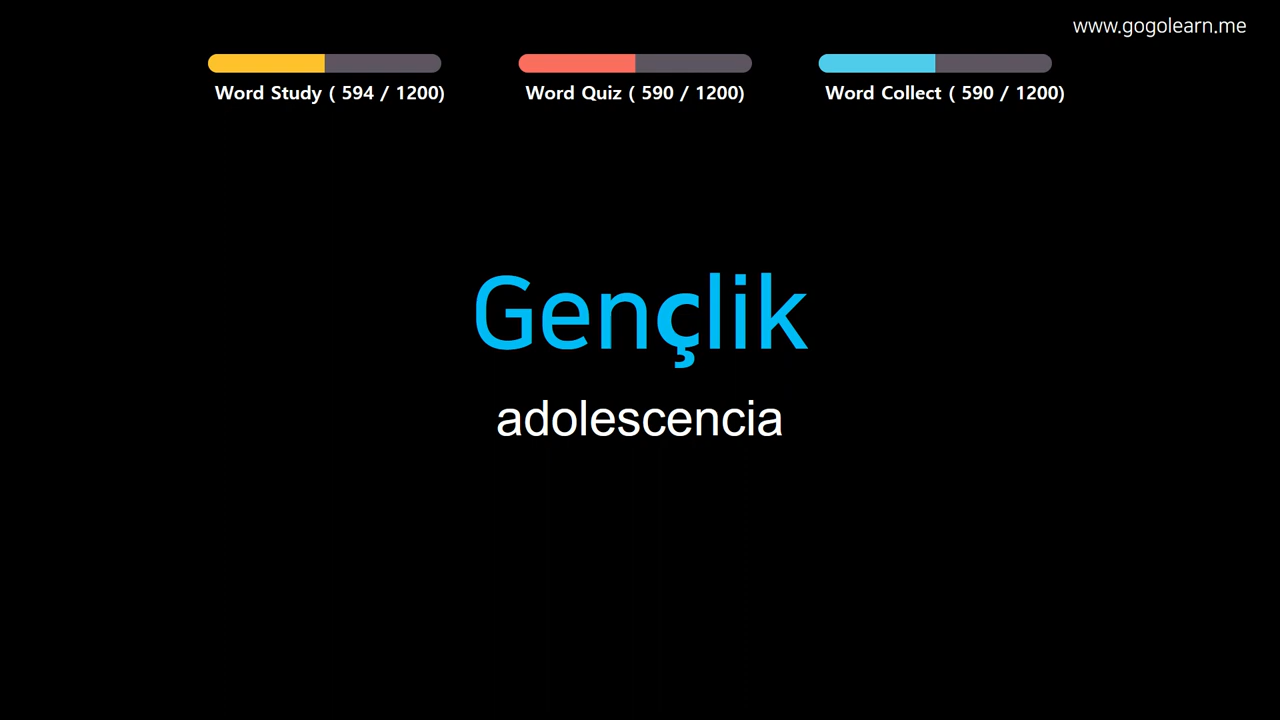 www.gogolearn.me
Word Study ( 594 / 1200)
Word Quiz ( 590 / 1200)
Word Collect ( 590 / 1200)
Gençlik
adolescencia